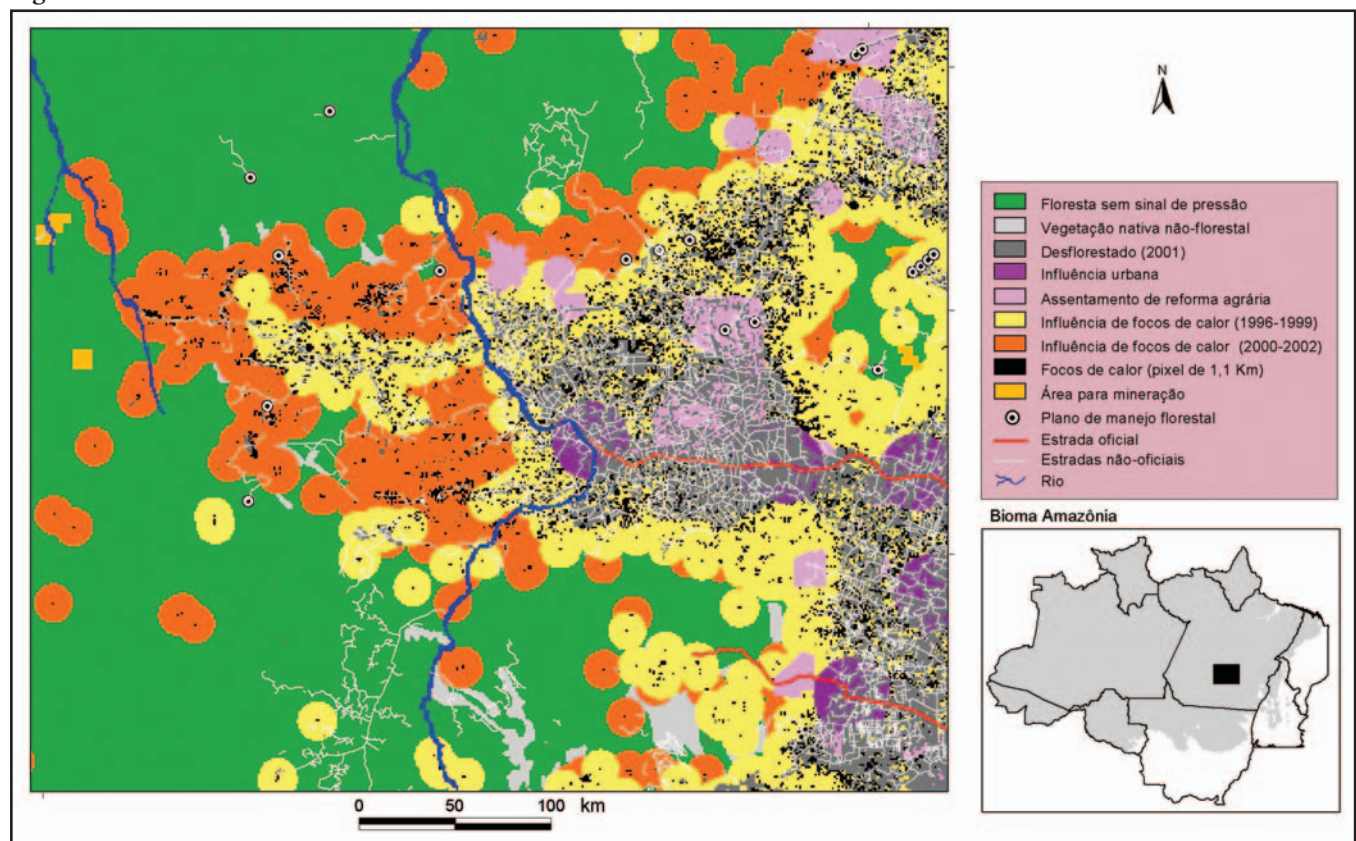 N
Floresta sem sinal de pressão
Vegetação nativa não-florestal
Desflorestado (2001)
Influência urbana
Assentamento de reforma agrária
Influência de focos de calor (1996-1999)
Influência de focos de calor (2000-2002)
Focos de calor (pixel de 1,1 Km)
Área para mineração
Plano de manejo florestal
Estrada oficial
Estradas não-oficiais
Rio
Bioma Amazônia
0 50 100 km